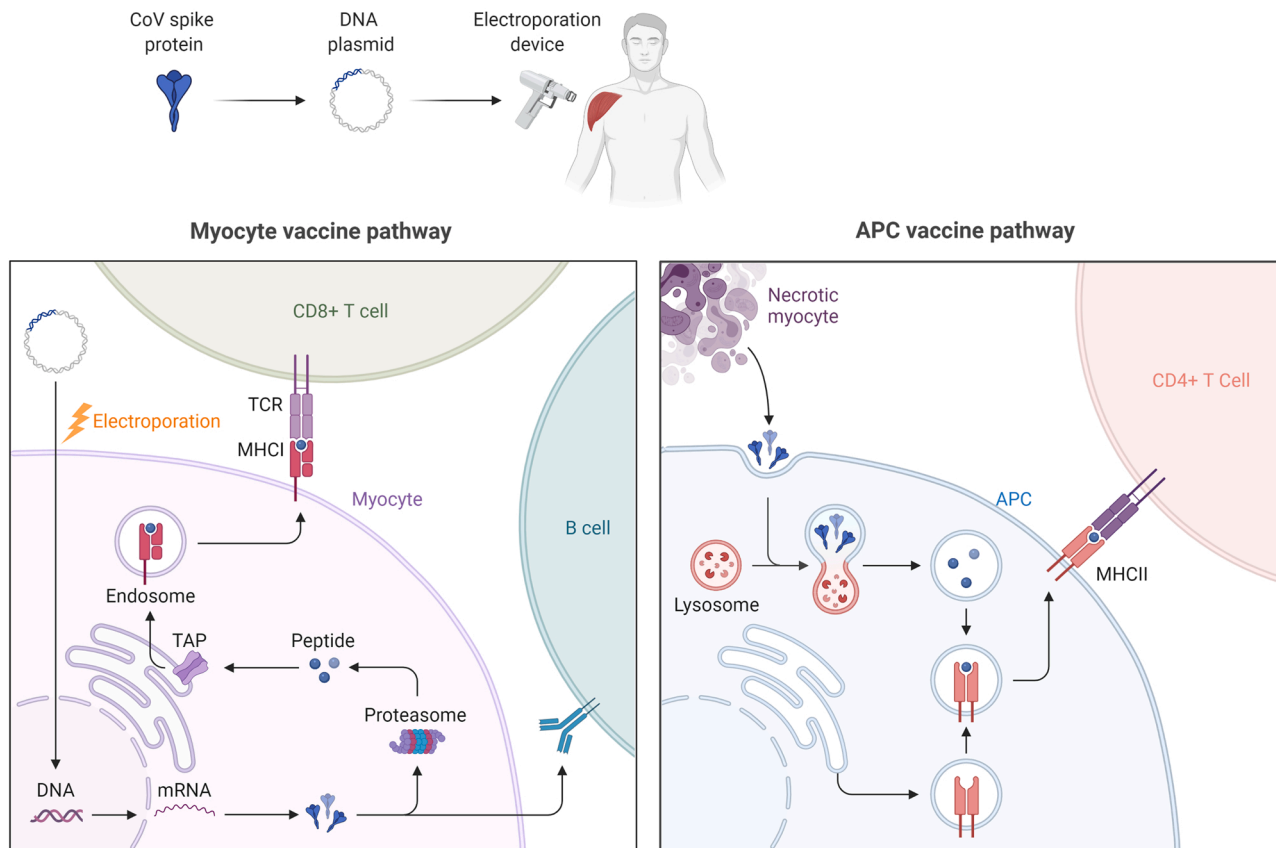 CoV spike
protein
DNA
plasmid
Electroporation
device
Myocyte vaccine pathway
CD8+ T cell
TCR
Electroporation
MHCI
Myocyte
B cell
Endosome
TAP
Peptide
Proteasome
DNA
mRNA
APC vaccine pathway
Necrotic
myocyte
CD4+ T Cell
APC
MHCII
Lysosome